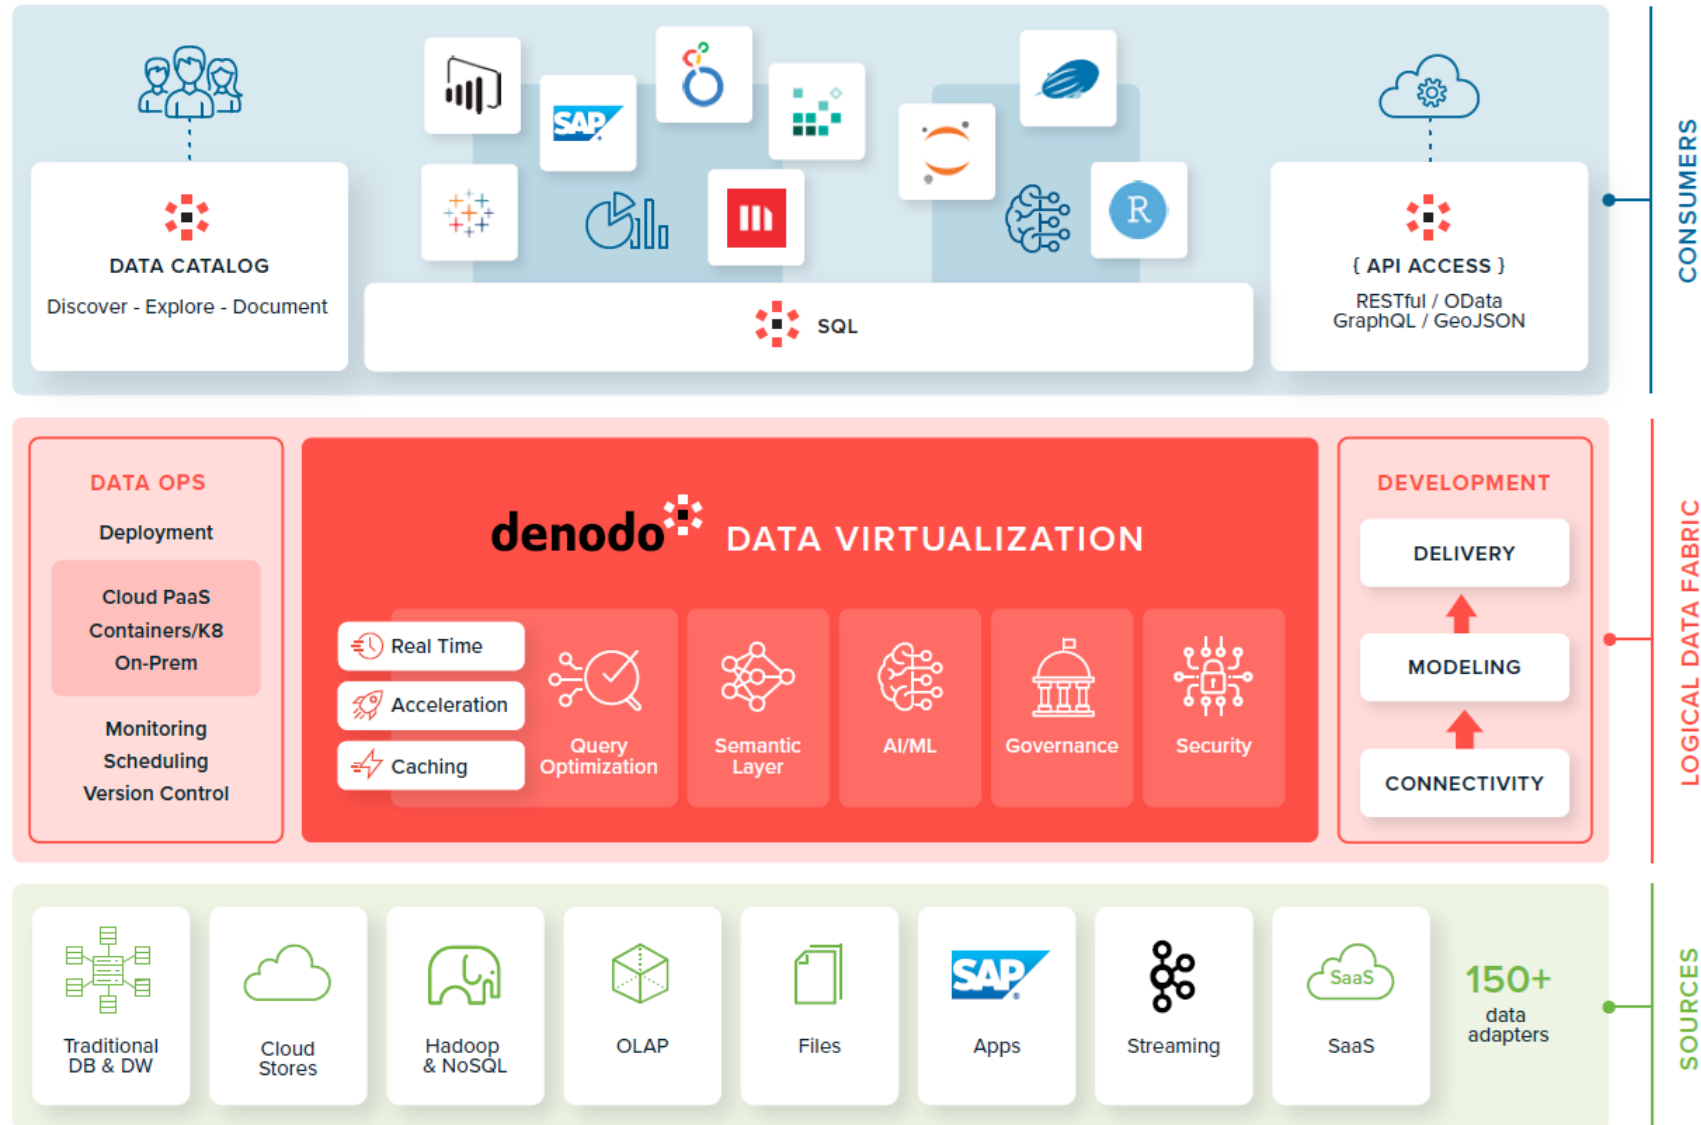 SAP
R
DATA CATALOG
Discover - Explore - Document
SQL
{ API ACCESS }
RESTful / OData
GraphQL / GeoJSON
CONSUMERS
DATA OPS
Deployment
Cloud PaaS
Containers/K8
On-Prem
Monitoring
Scheduling
Version Control
denodo DATA VIRTUALIZATION
Real Time
Acceleration
Caching
Query
Optimization
Semantic
Layer
AI/ML
Governance
Security
DEVELOPMENT
DELIVERY
MODELING
CONNECTIVITY
LOGICAL DATA FABRIC
Traditional
DB & DW
Cloud
Stores
Hadoop
& NoSQL
OLAP
Files
SAP
Apps
Streaming
SaaS
SaaS
150+
data
adapters
SOURCES